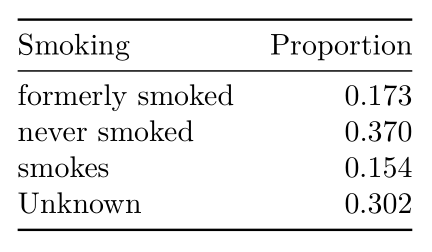 Smoking Proportion
formerly smoked 0.173
never smoked 0.370
smokes 0.154
Unknown 0.302